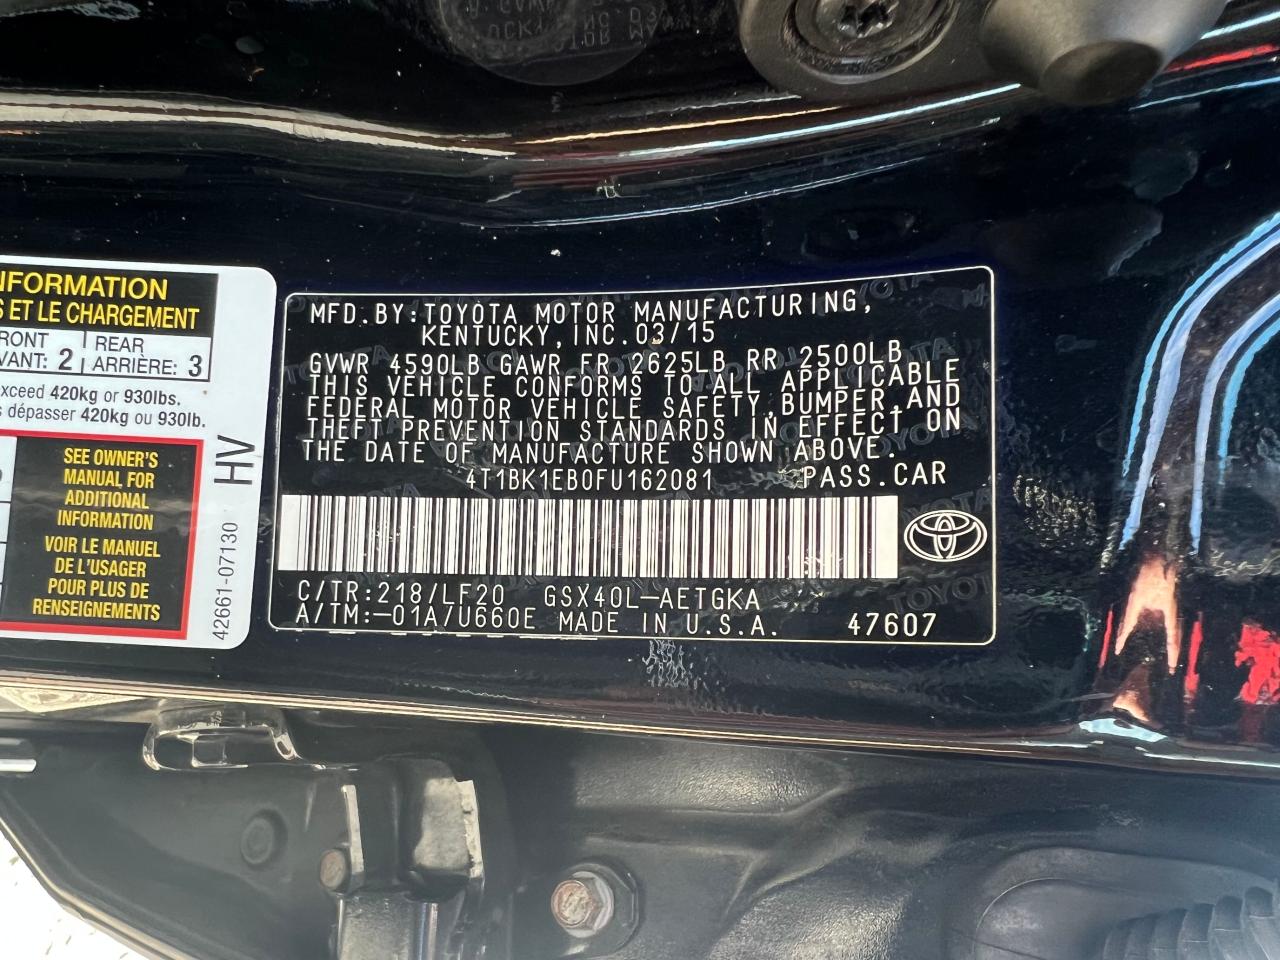 NFORMATION
S ET LE CHARGEMENT
RONT
VANT: 2
REAR
ARRIÈRE: 3
xceed 420kg or 930lbs.
s dépasser 420kg ou 930lb.
SEE OWNER'S
MANUAL FOR
ADDITIONAL
INFORMATION
VOIR LE MANUEL
DE L'USAGER
POUR PLUS DE
RENSEIGNEMENTS
HV
42661-07130
MFD.BY:TOYOTA MOTOR MANUFACTURING,
KENTUCKY, INC. 03/15
GVWR 4590LB GAWR FR 2625LB RR 2500LB
THIS VEHICLE CONFORMS TO ALL APPLICABLE
FEDERAL MOTOR VEHICLE SAFETY,BUMPER,AND
THEFT PREVENTION STANDARDS IN EFFECT ON
THE DATE OF MANUFACTURE SHOWN ABOVE.
4T1BK1EB0FU162081 PASS.CAR
C/TR:218/LF20 GSX40L-AETGKA
A/TM:-01A/U660E MADE IN U.S.A. 47607